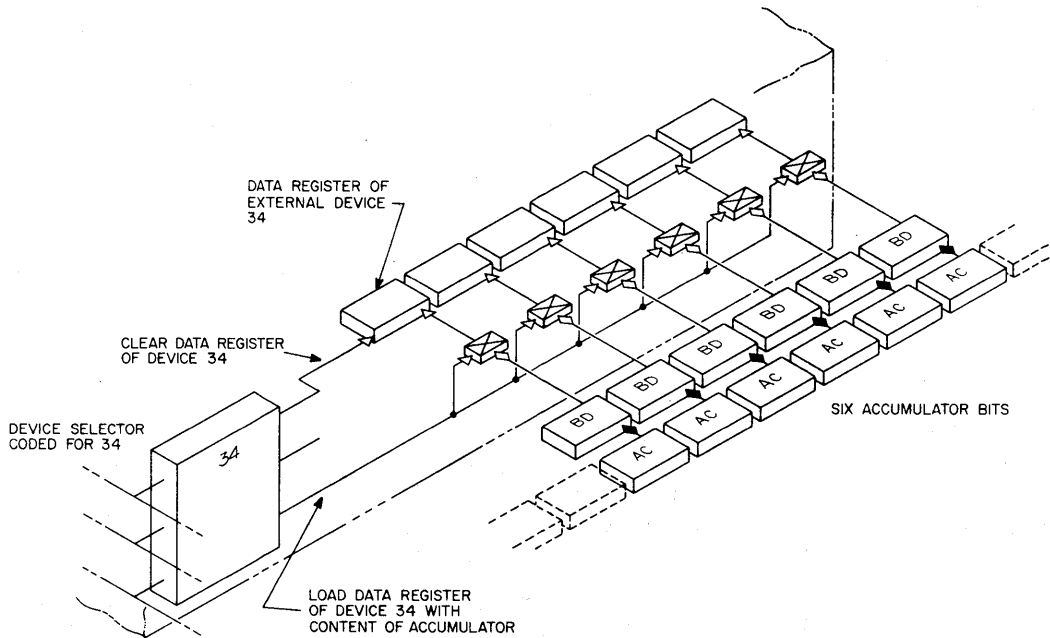 DATA REGISTER OF
EXTERNAL DEVICE
34
CLEAR DATA REGISTER
OF DEVICE 34
DEVICE SELECTOR
CODED FOR 34
34
BD
BD
BD
BD
BD
BD
AC
AC
AC
AC
AC
AC
SIX ACCUMULATOR BITS
LOAD DATA REGISTER
OF DEVICE 34 WITH
CONTENT OF ACCUMULATOR